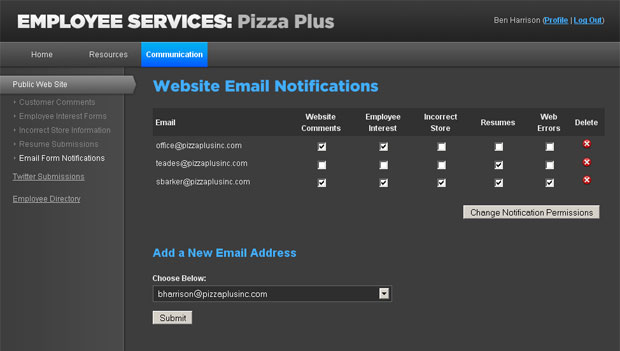 EMPLOYEE SERVICES: Pizza Plus
Ben Harrison (Profile | Log Out)
Home Resources Communication
Public Web Site
Customer Comments
Employee Interest Forms
Incorrect Store Information
Resume Submissions
Email Form Notifications
Twitter Submissions
Employee Directory
Website Email Notifications
Email Website Comments Employee Interest Incorrect Store Resumes Web Errors Delete
office@pizzaplusinc.com
teades@pizzaplusinc.com
sbarker@pizzaplusinc.com
Change Notification Permissions
Add a New Email Address
Choose Below:
bharrison@pizzaplusinc.com
Submit